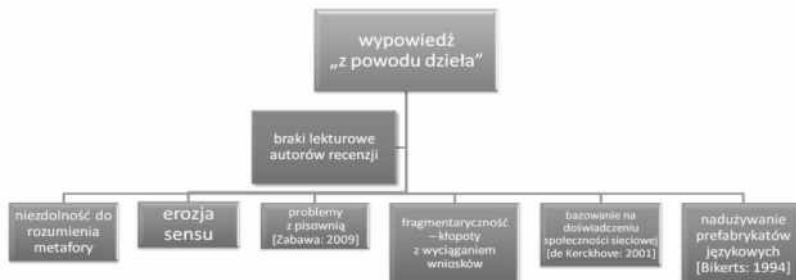 wypowiedź
„z powodu dzieła”
braki lekturowe
autorów recenzji
niezdolność do
rozumienia
metafory
erozja
sensu
problemy
z pisownią
[Zabawa: 2009]
fragmentaryczność
– kłopoty
z wyciąganiem
wniosków
bazowanie na
doświadczeniu
społeczności sieciowej
[de Kerckhove: 2001]
nadużywanie
prefabrykatów
językowych
[Bikerts: 1994]